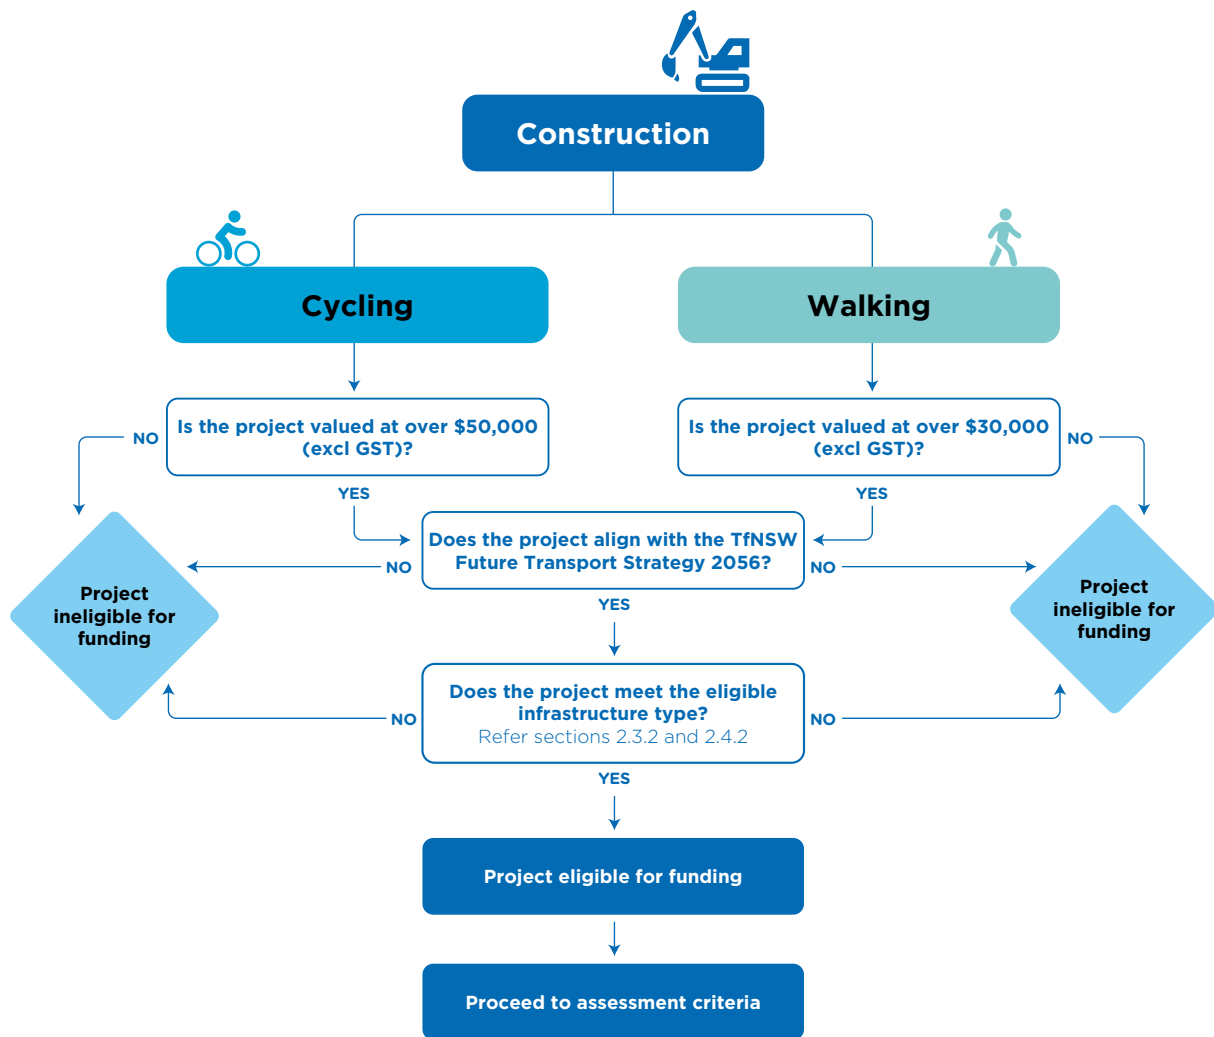 Construction
Cycling
Walking
Is the project valued at over $50,000
(excl GST)?
Is the project valued at over $30,000
(excl GST)?
NO
NO
YES
YES
Does the project align with the TfNSW
Future Transport Strategy 2056?
NO
NO
Project
ineligible for
funding
Project
ineligible for
funding
YES
Does the project meet the eligible
infrastructure type?
Refer sections 2.3.2 and 2.4.2
NO
NO
YES
Project eligible for funding
Proceed to assessment criteria